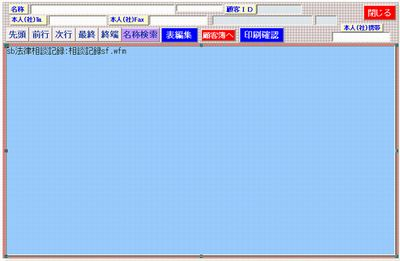 名称 顧客ID 閉じる
本人(社)℡ 本人(社)Fax 本人(社)携帯
先頭 前行 次行 最終 終端 名称検索 表編集 顧客簿へ 印刷確認
Sb法律相談記録:相談記録sf.wfm